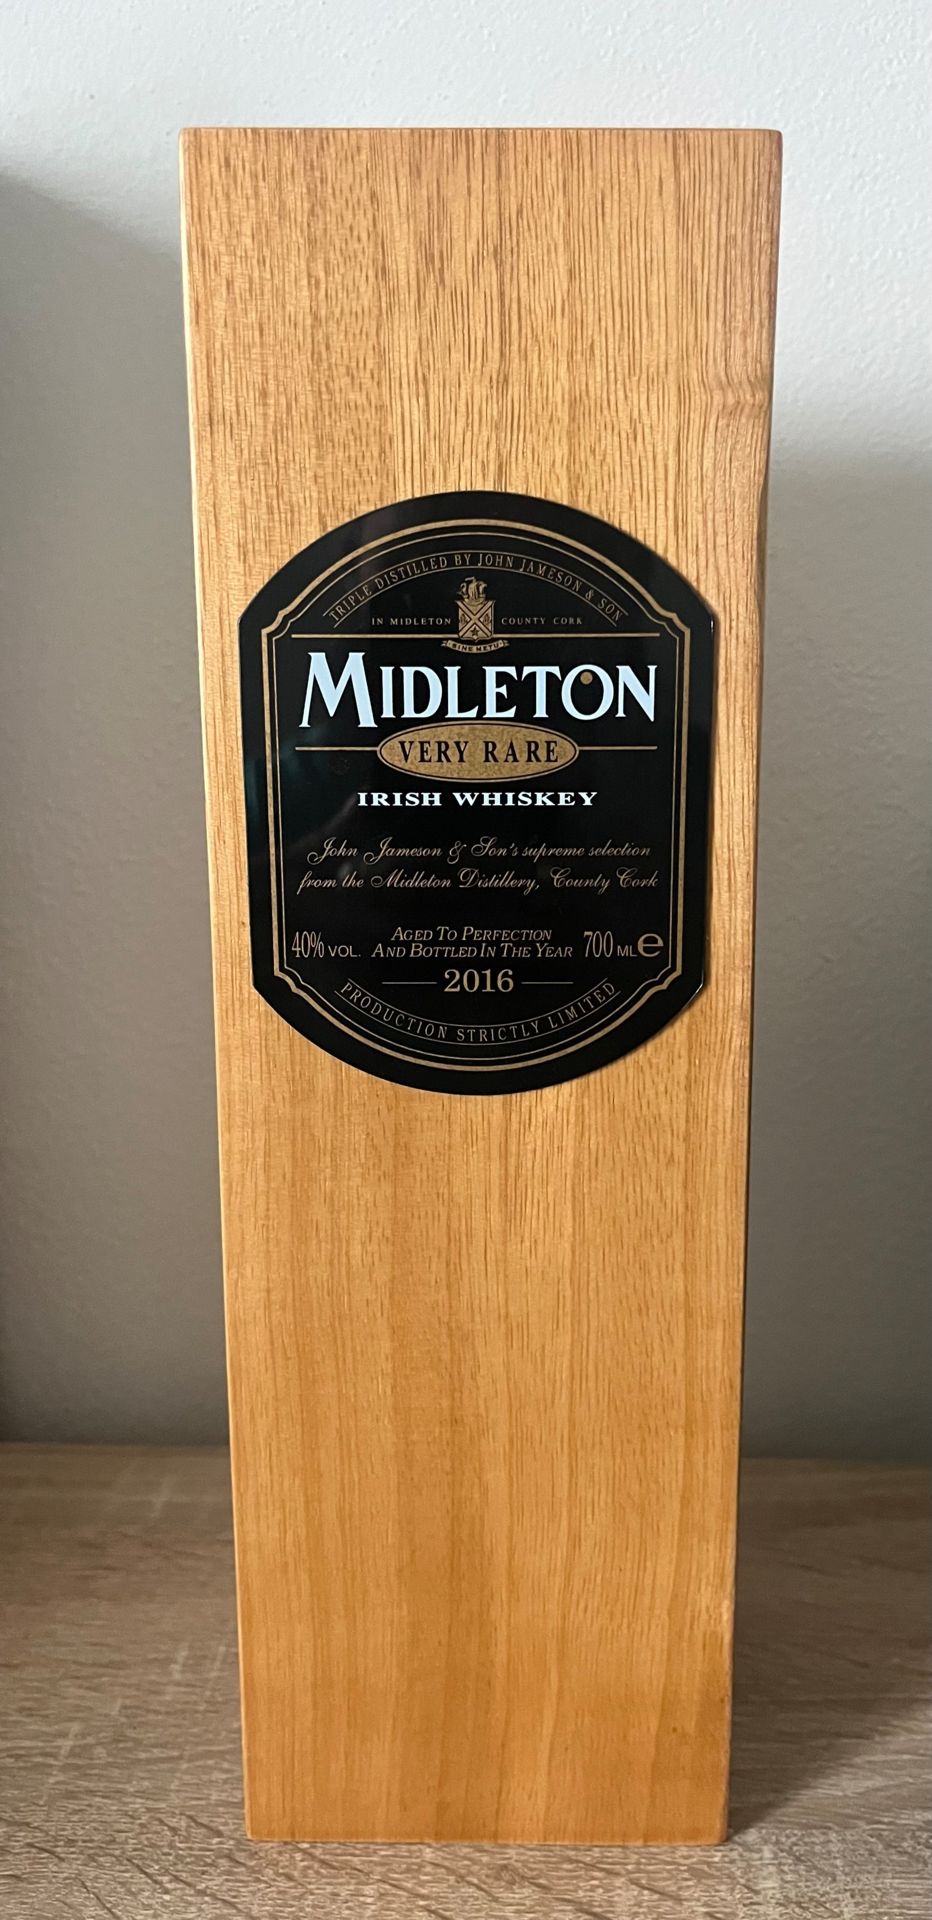 TRIPLE DISTILLED BY JOHN JAMESON & SON
IN MIDLETON COUNTY CORK
SINE METU
MIDLETON
VERY RARE
IRISH WHISKEY
John Jameson & Son's supreme selection
from the Midleton Distillery, County Cork
40% VOL. AGED TO PERFECTION AND BOTTLED IN THE YEAR 700 ML e
2016
PRODUCTION STRICTLY LIMITED